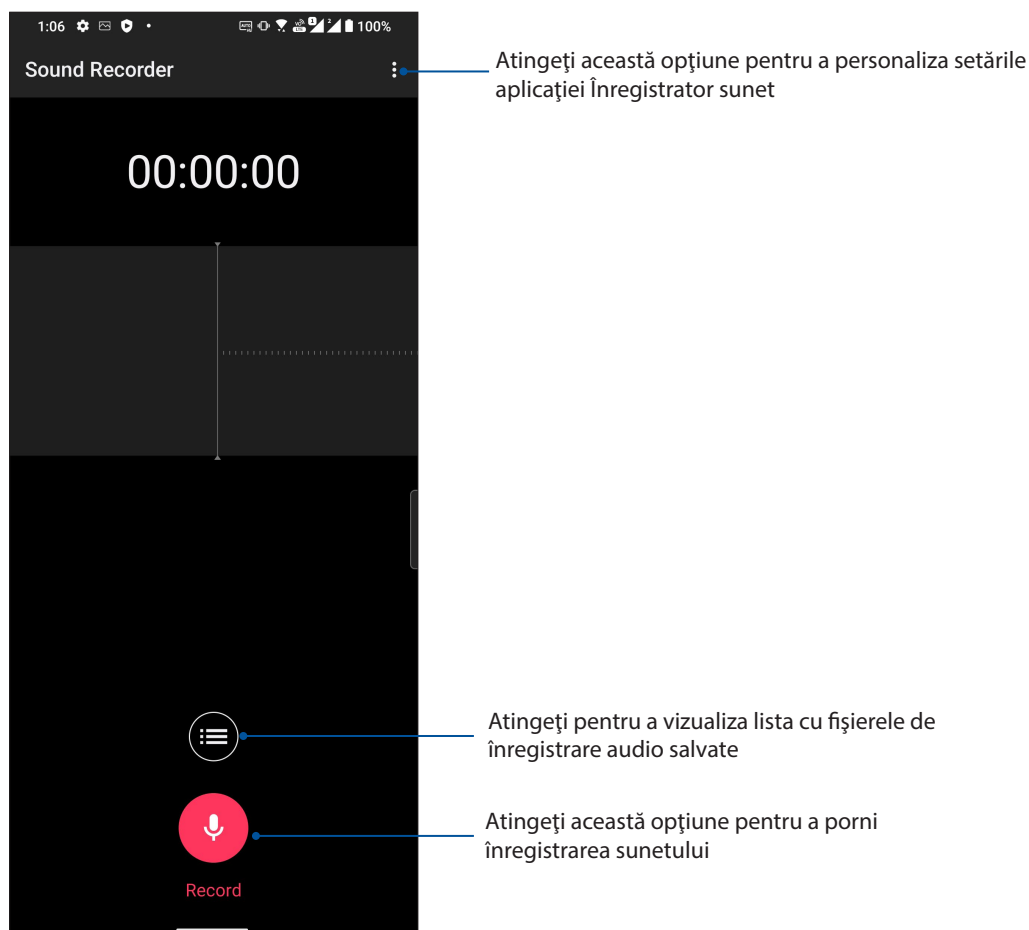 1:06 100%
Sound Recorder
Atingeţi această opţiune pentru a personaliza setările
aplicaţiei Înregistrator sunet
00:00:00
Atingeţi pentru a vizualiza lista cu fişierele de
înregistrare audio salvate
Atingeţi această opţiune pentru a porni
înregistrarea sunetului
Record